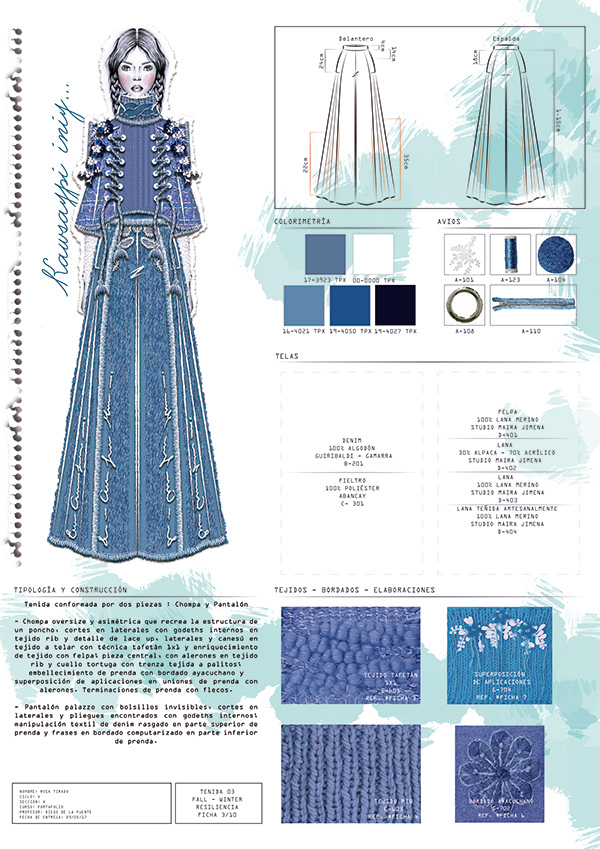 Kawsaypi iniy...
Delantero
Espalda
4cm
14cm
24cm
22cm
35cm
18cm
1.15cm
COLORIMETRÍA
17-3923 TPX
00-0000 TPX
16-4021 TPX
19-4050 TPX
19-4027 TPX
AVIOS
A-101
A-123
A-104
A-108
A-110
TELAS
DENIM
100% ALGODÓN
GUIRIBALDI - GAMARRA
B-201
FIELTRO
100% POLIÉSTER
ABANCAY
C- 301
FELPA
100% LANA MERINO
STUDIO MAIRA JIMENA
D-401
LANA
30% ALPACA - 70% ACRÍLICO
STUDIO MAIRA JIMENA
D-402
LANA
100% LANA MERINO
STUDIO MAIRA JIMENA
D-403
LANA TEÑIDA ARTESANALMENTE
100% LANA MERINO
STUDIO MAIRA JIMENA
D-404
TIPOLOGÍA Y CONSTRUCCIÓN
Tenida conformada por dos piezas : Chompa y Pantalón
- Chompa oversize y asimétrica que recrea la estructura de
un poncho, cortes en laterales con godeths internos en
tejido rib y detalle de lace up, laterales y canesú en
tejido a telar con técnica tafetán 1x1 y enriquecimiento
de tejido con felpa; pieza central, con alerones en tejido
rib y cuello tortuga con trenza tejida a palitos;
embellecimiento de prenda con bordado ayacuchano y
superposición de aplicaciones en uniones de prenda con
alerones. Terminaciones de prenda con flecos.
- Pantalón palazzo con bolsillos invisibles, cortes en
laterales y pliegues encontrados con godeths internos;
manipulación textil de denim rasgado en parte superior de
prenda y frases en bordado computarizado en parte inferior
de prenda.
NOMBRE: ROSA TIRADO
CICLO: V
SECCION: A
CURSO: PORTAFOLIO
PROFESOR: DIEGO DE LA PUENTE
FICHA DE ENTREGA: 23/05/17
TENIDA 03
FALL - WINTER
RESILIENCIA
FICHA 3/10
TEJIDOS - BORDADOS - ELABORACIONES
TEJIDO TAFETÁN
1X1
REF. #FICHA
SUPERPOSICIÓN
DE APLICACIONES
G-704
REF. #FICHA 7
TEJIDO RIB
REF. #FICHA
BORDADO AYACUCHANO
G-702
REF. #FICHA 6